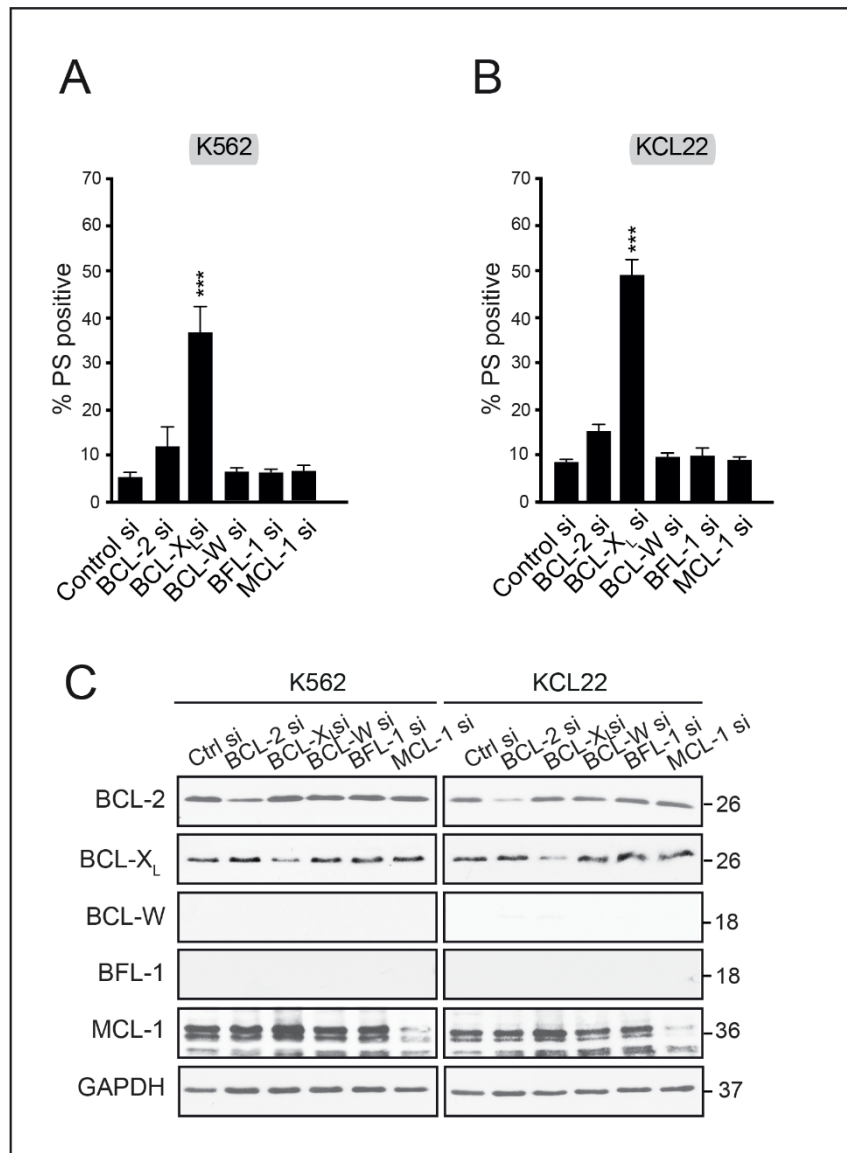 A
K562
70
60
50
40
30
20
10
0
% PS positive
***
Control si
BCL-2 si
BCL-XL si
BCL-W si
BFL-1 si
MCL-1 si
B
KCL22
70
60
50
40
30
20
10
0
% PS positive
***
Control si
BCL-2 si
BCL-XL si
BCL-W si
BFL-1 si
MCL-1 si
C
K562 KCL22
Ctrl si BCL-2 si BCL-XL si BCL-W si BFL-1 si MCL-1 si Ctrl si BCL-2 si BCL-XL si BCL-W si BFL-1 si MCL-1 si
BCL-2 -26
BCL-XL -26
BCL-W -18
BFL-1 -18
MCL-1 -36
GAPDH -37